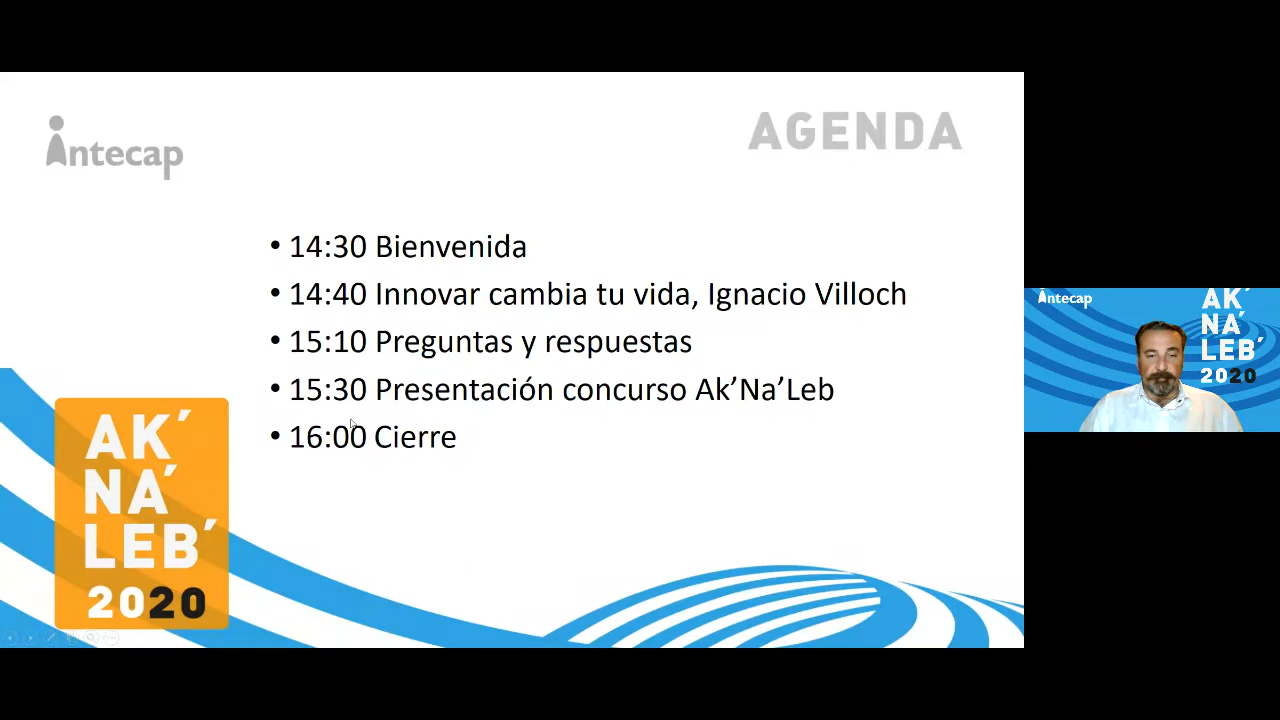 intecap
AGENDA
• 14:30 Bienvenida
• 14:40 Innovar cambia tu vida, Ignacio Villoch
• 15:10 Preguntas y respuestas
• 15:30 Presentación concurso Ak’Na’Leb
• 16:00 Cierre
AK´
NA´
LEB´
2020
intecap
AK´
NA´
LEB´
2020